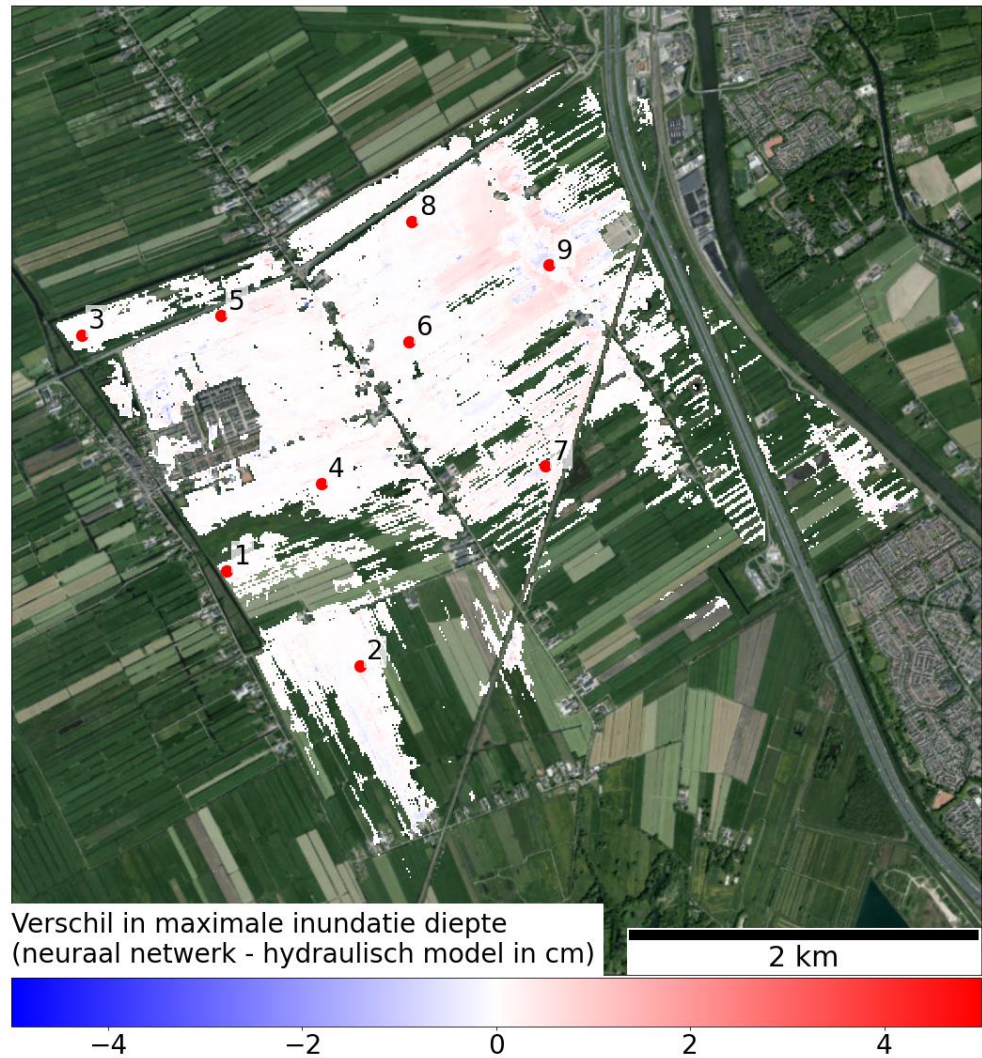 8
9
5
3
6
7
4
1
2
Verschil in maximale inundatie diepte
(neuraal netwerk - hydraulisch model in cm)
2 km
−4 −2 0 2 4